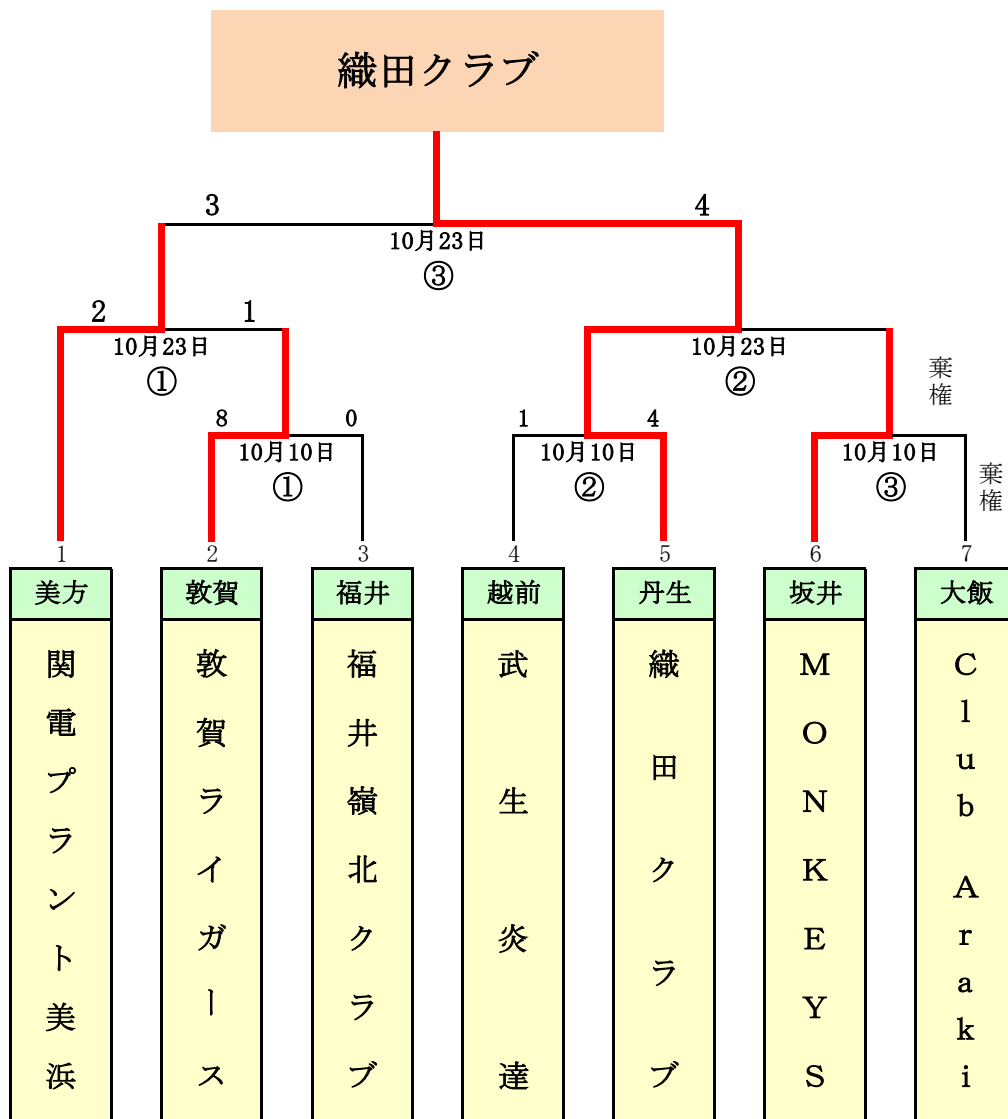 織田クラブ
3
4
10月23日
③
2
1
10月23日
①
10月23日
②
棄権
8
0
10月10日
①
1
4
10月10日
②
10月10日
③
棄権
1
2
3
4
5
6
7
美方
敦賀
福井
越前
丹生
坂井
大飯
関電プラント美浜
敦賀ライガース
福井嶺北クラブ
武生炎達
織田クラブ
MONKEYS
Club Araki